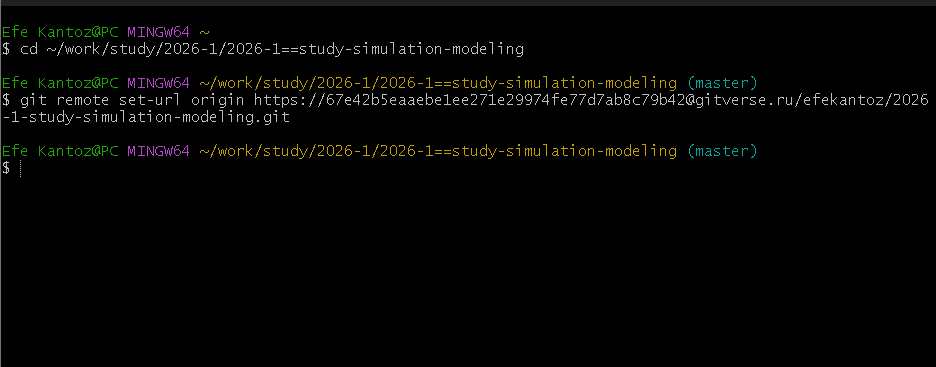 Efe Kantoz@PC MINGW64 ~
$ cd ~/work/study/2026-1/2026-1==study-simulation-modeling
Efe Kantoz@PC MINGW64 ~/work/study/2026-1/2026-1==study-simulation-modeling (master)
$ git remote set-url origin https://67e42b5eaaebe1ee271e29974fe77d7ab8c79b42@gitverse.ru/efekantoz/2026
-1-study-simulation-modeling.git
Efe Kantoz@PC MINGW64 ~/work/study/2026-1/2026-1==study-simulation-modeling (master)
$